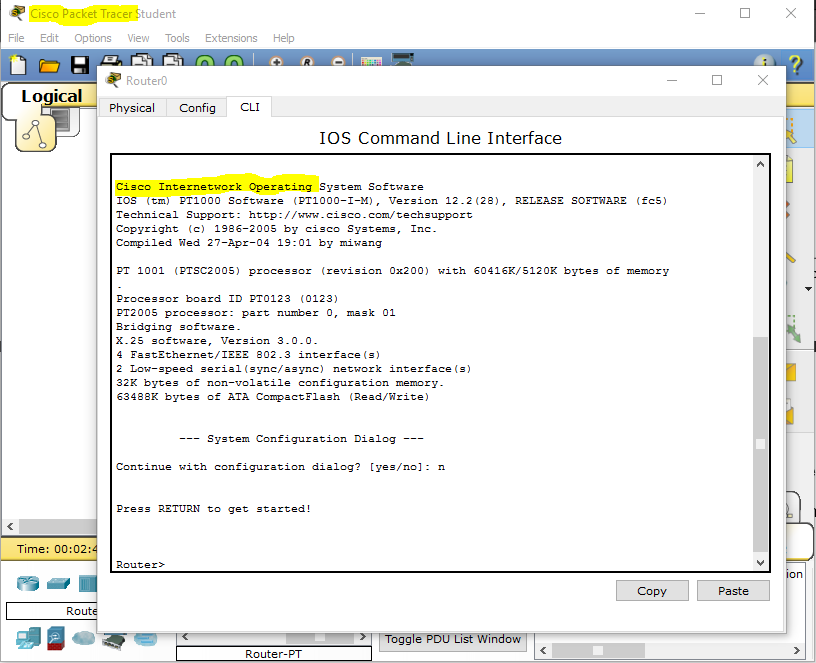 Cisco Packet Tracer Student
File Edit Options View Tools Extensions Help
Router0
Logical
Physical Config CLI
IOS Command Line Interface
Cisco Internetwork Operating System Software
IOS (tm) PT1000 Software (PT1000-I-M), Version 12.2(28), RELEASE SOFTWARE (fc5)
Technical Support: http://www.cisco.com/techsupport
Copyright (c) 1986-2005 by cisco Systems, Inc.
Compiled Wed 27-Apr-04 19:01 by miwang
PT 1001 (PTSC2005) processor (revision 0x200) with 60416K/5120K bytes of memory
.
Processor board ID PT0123 (0123)
PT2005 processor: part number 0, mask 01
Bridging software.
X.25 software, Version 3.0.0.
4 FastEthernet/IEEE 802.3 interface(s)
2 Low-speed serial(sync/async) network interface(s)
32K bytes of non-volatile configuration memory.
63488K bytes of ATA CompactFlash (Read/Write)
--- System Configuration Dialog ---
Continue with configuration dialog? [yes/no]: n
Press RETURN to get started!
Router>
Copy Paste
Time: 00:02:4
Route
Router-PT
Toggle PDU List Window
ion